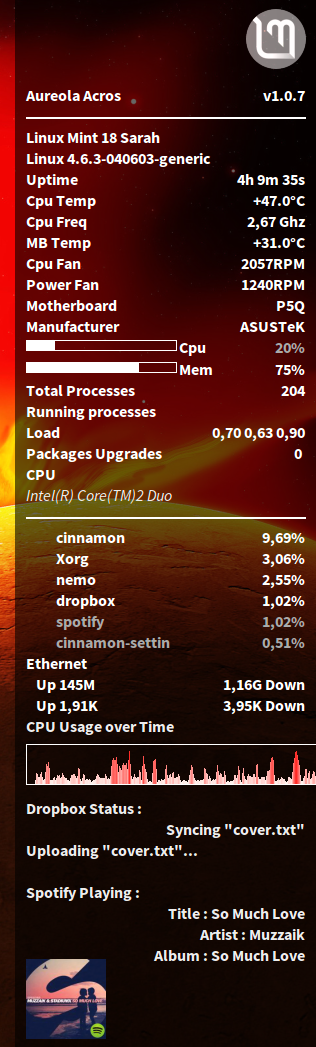 Aureola Acros v1.0.7
Linux Mint 18 Sarah
Linux 4.6.3-040603-generic
Uptime 4h 9m 35s
Cpu Temp +47.0°C
Cpu Freq 2,67 Ghz
MB Temp +31.0°C
Cpu Fan 2057RPM
Power Fan 1240RPM
Motherboard P5Q
Manufacturer ASUSTeK
Cpu 20%
Mem 75%
Total Processes 204
Running processes
Load 0,70 0,63 0,90
Packages Upgrades 0
CPU
Intel(R) Core(TM)2 Duo
cinnamon 9,69%
Xorg 3,06%
nemo 2,55%
dropbox 1,02%
spotify 1,02%
cinnamon-settin 0,51%
Ethernet
Up 145M 1,16G Down
Up 1,91K 3,95K Down
CPU Usage over Time
Dropbox Status :
Syncing "cover.txt"
Uploading "cover.txt"...
Spotify Playing :
Title : So Much Love
Artist : Muzzaik
Album : So Much Love
MUZZAIK & STADIUMX SO MUCH LOVE